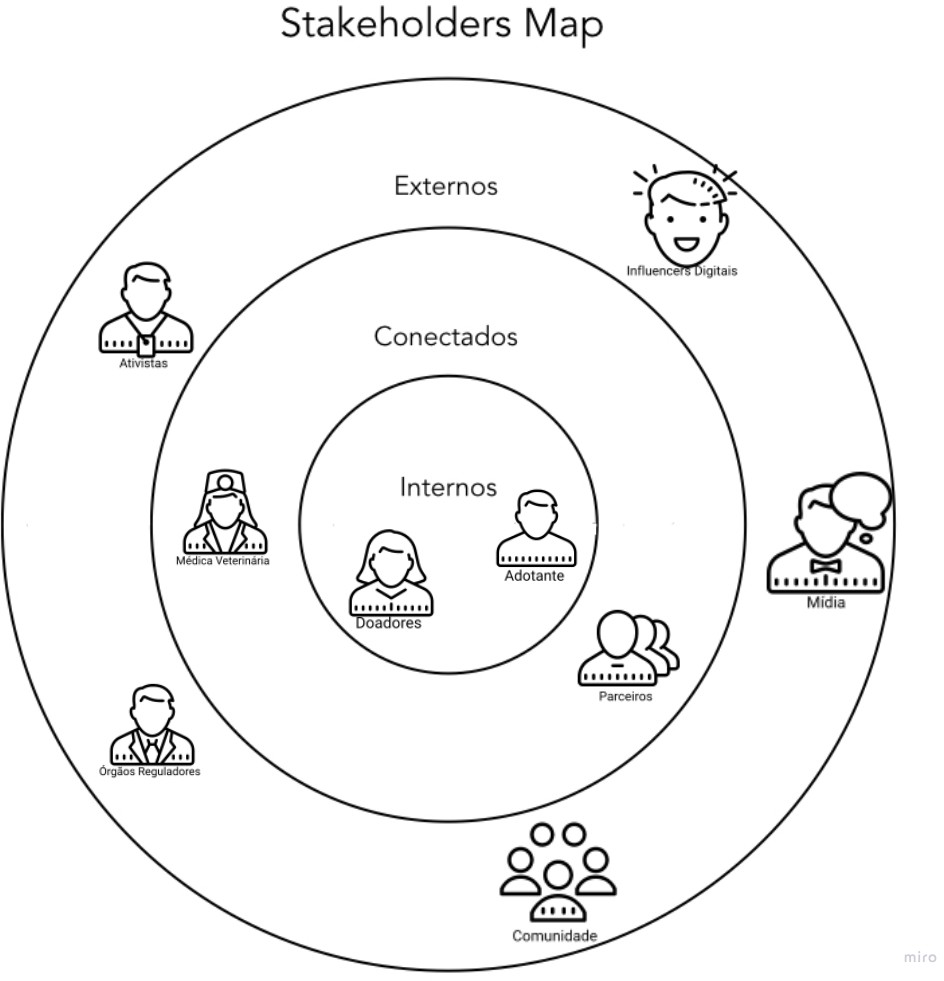 Stakeholders Map
Externos
Influencers Digitais
Ativistas
Conectados
Internos
Médica Veterinária
Adotante
Doadores
Mídia
Parceiros
Órgãos Reguladores
Comunidade
miro